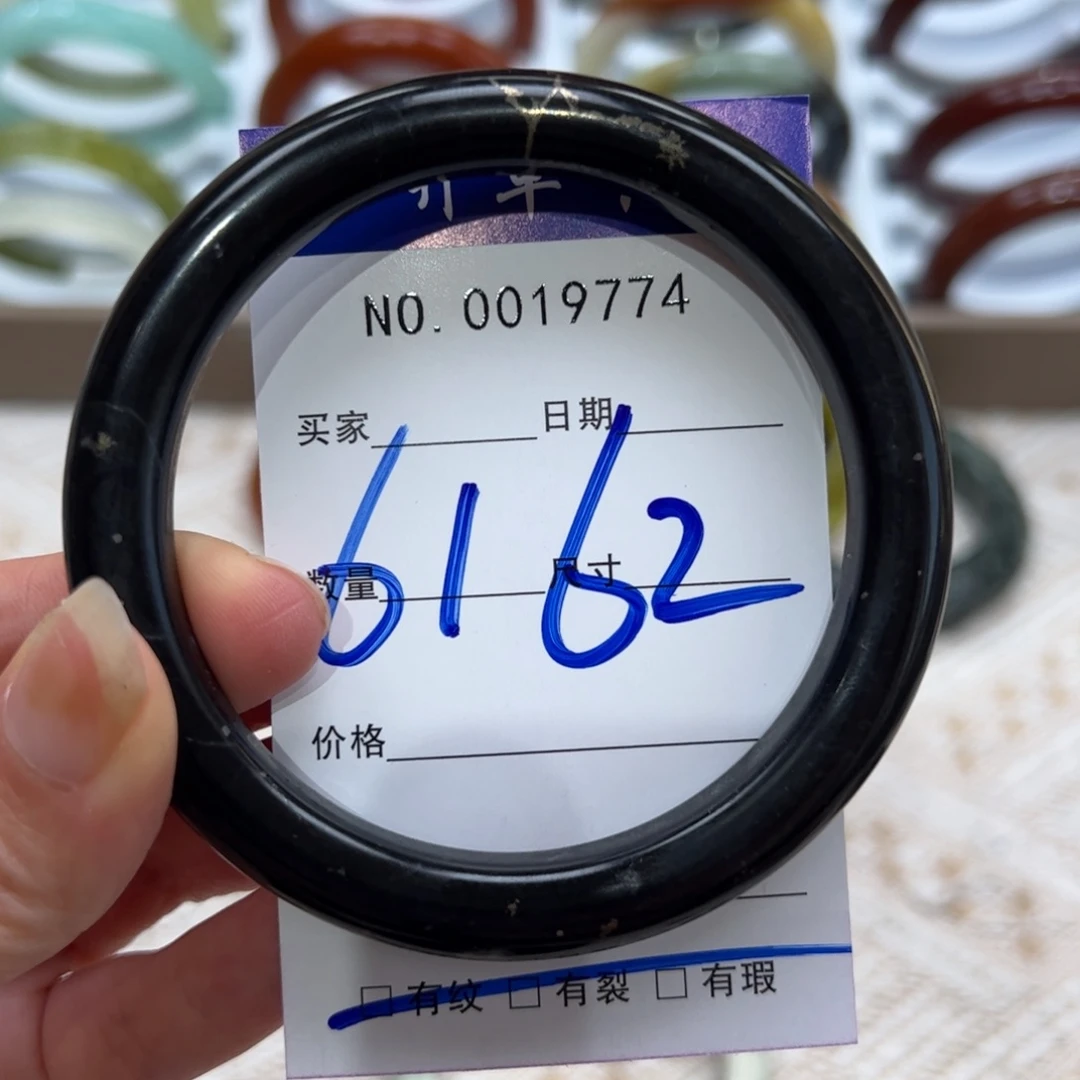 NO. 0019774
买家 日期
6162
数量 尺寸
价格
□ 有纹 □ 有裂 □ 有瑕